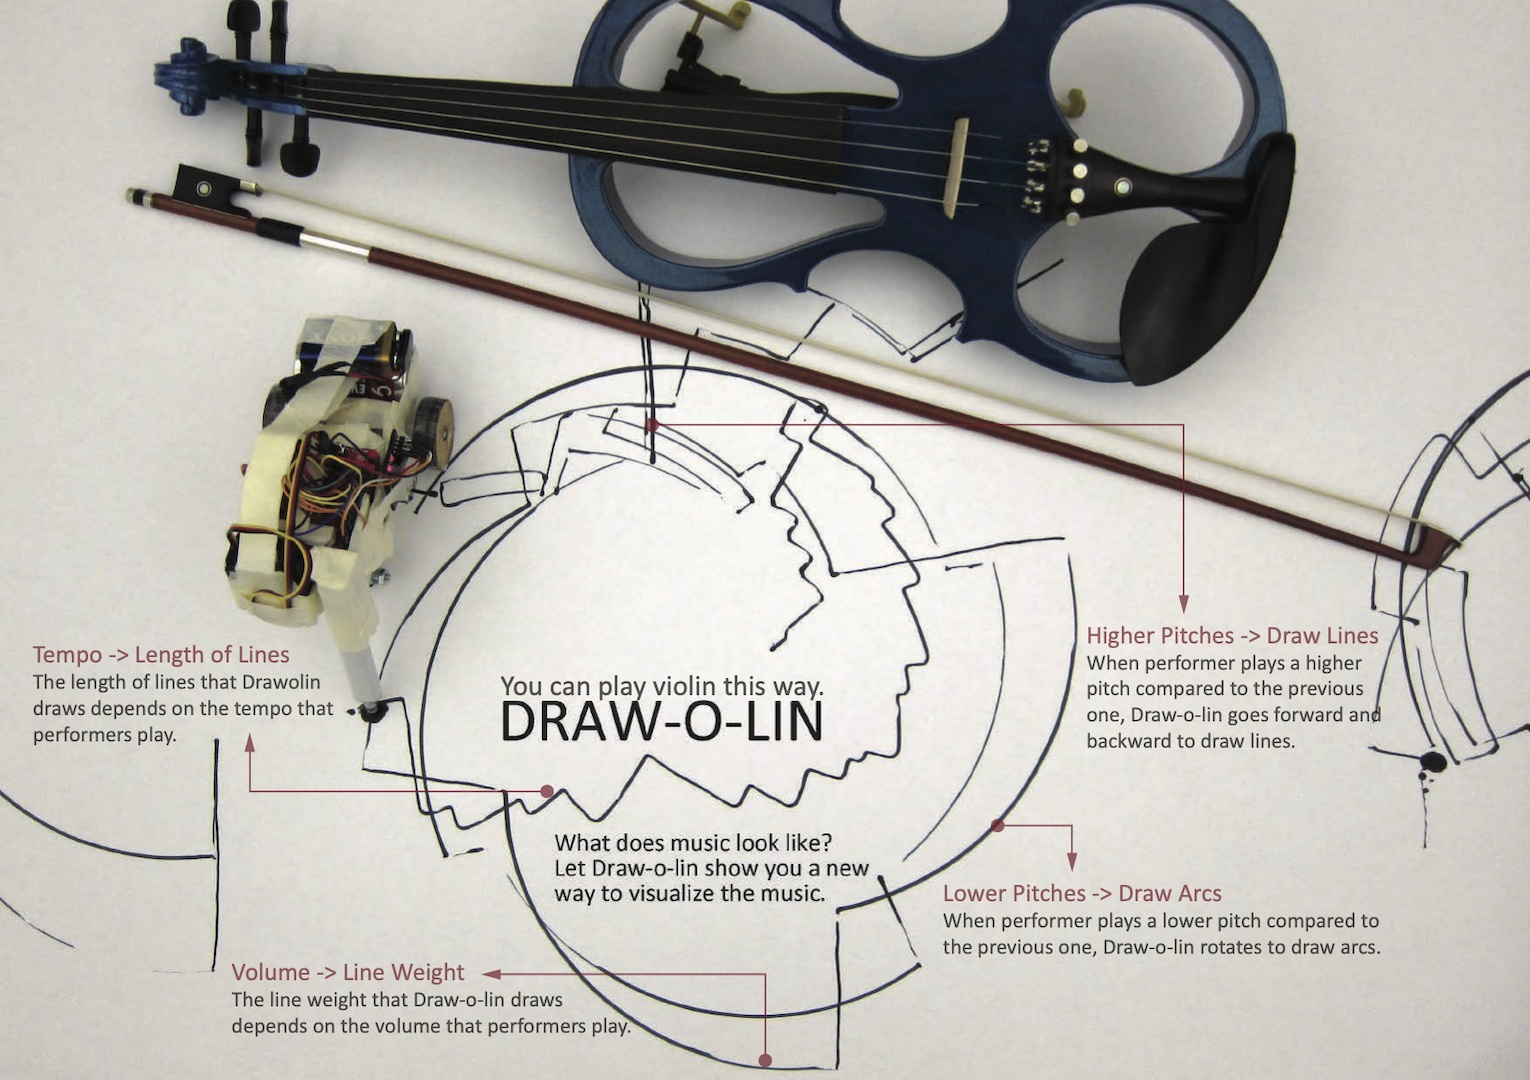 Tempo -> Length of Lines
The length of lines that Drawolin
draws depends on the tempo that
performers play.
You can play violin this way.
DRAW-O-LIN
Higher Pitches -> Draw Lines
When performer plays a higher
pitch compared to the previous
one, Draw-o-lin goes forward and
backward to draw lines.
What does music look like?
Let Draw-o-lin show you a new
way to visualize the music.
Lower Pitches -> Draw Arcs
When performer plays a lower pitch compared to
the previous one, Draw-o-lin rotates to draw arcs.
Volume -> Line Weight
The line weight that Draw-o-lin draws
depends on the volume that performers play.